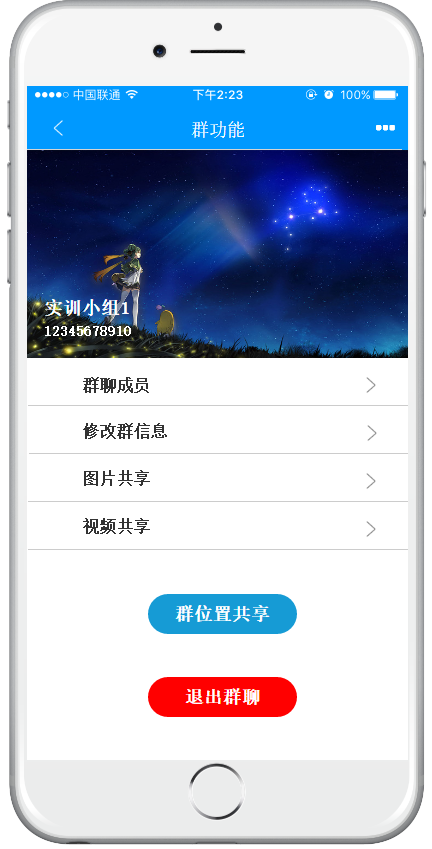 中国联通 下午2:23 100%
群功能
实训小组1
12345678910
群聊成员
修改群信息
图片共享
视频共享
群位置共享
退出群聊